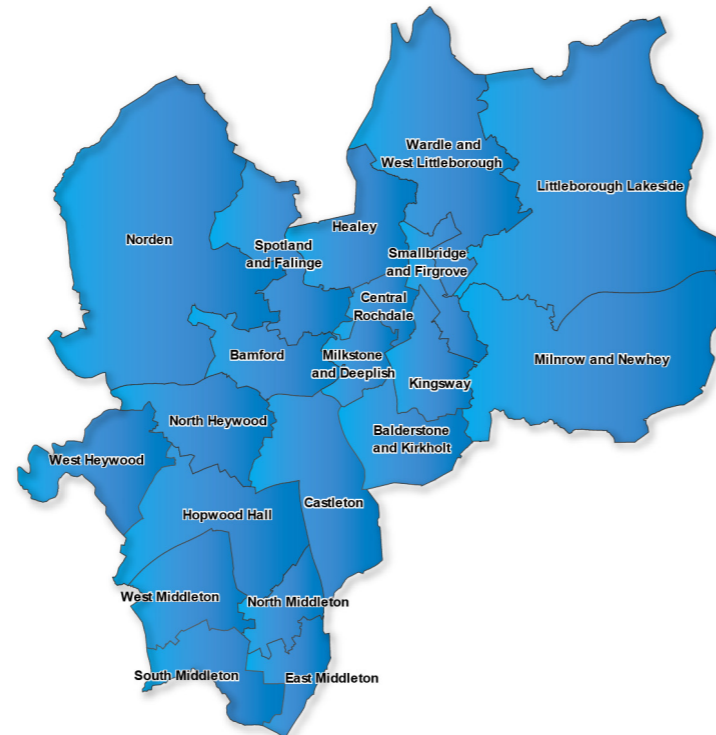 Wardle and
West Littleborough
Littleborough Lakeside
Norden
Spotland
and Falinge
Healey
Smallbridge
and Firgrove
Central
Rochdale
Bamford
Milkstone
and Deeplish
Kingsway
Milnrow and Newhey
North Heywood
Balderstone
and Kirkholt
West Heywood
Hopwood Hall
Castleton
West Middleton
North Middleton
South Middleton
East Middleton